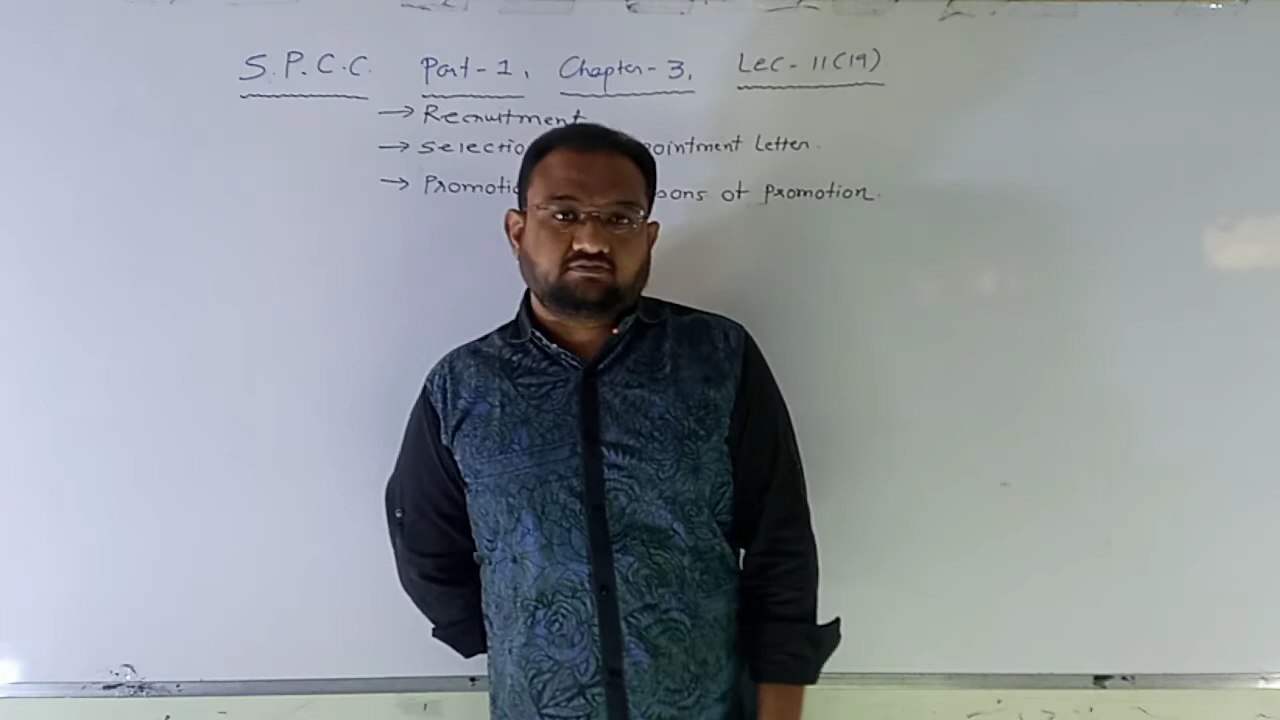 S.P.C.C. Part-1, Chapter-3, Lec-11(19)
→ Recruitment
→ Selectio ointment Letter.
→ Promotio sons of promotion.